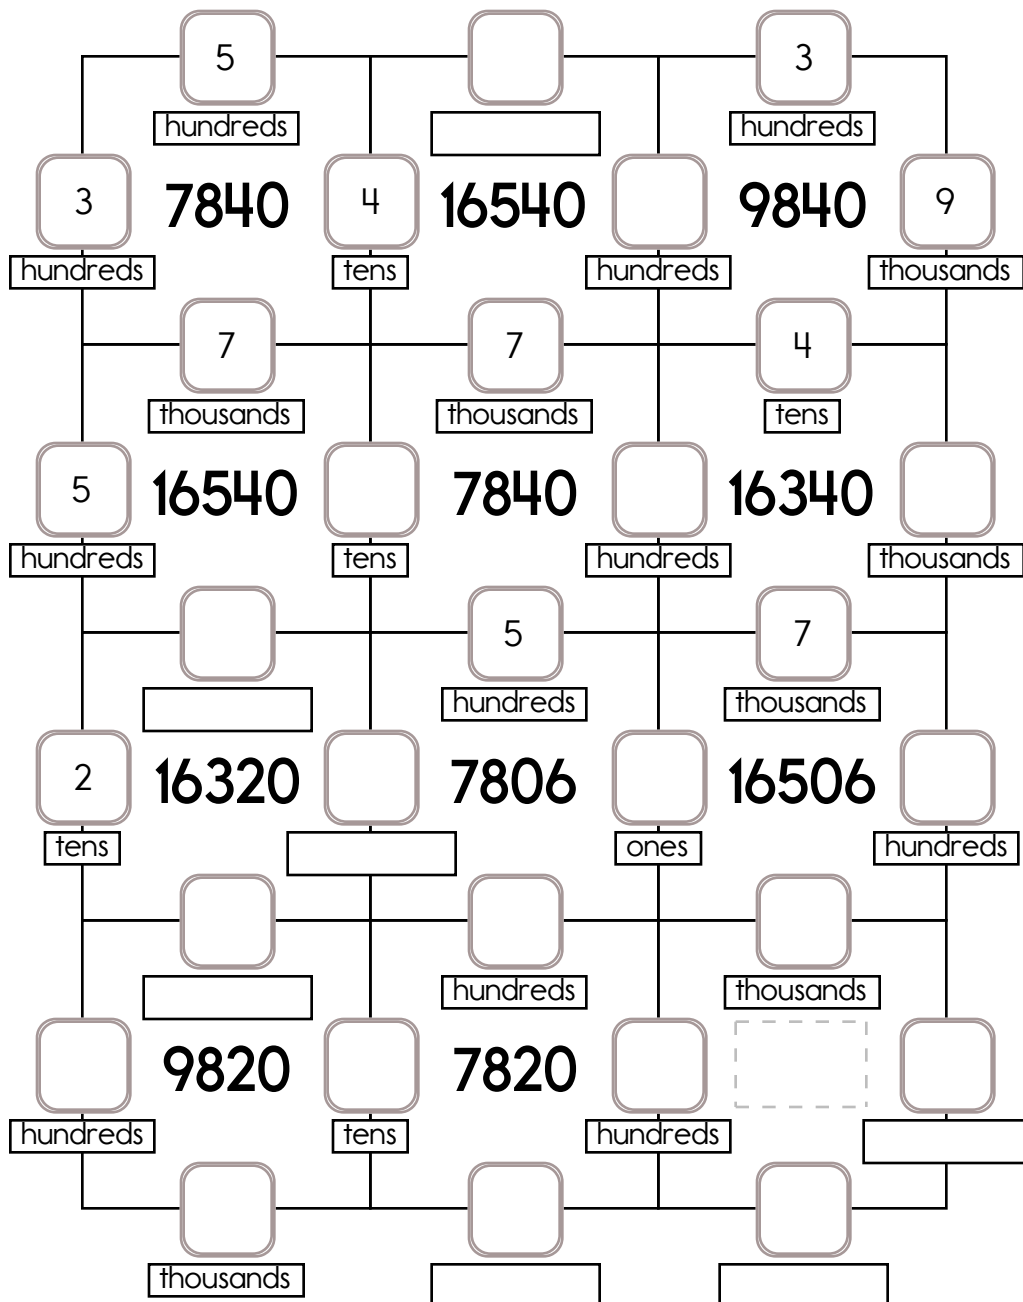 5 3
hundreds hundreds
3 7840 4 16540 9840 9
hundreds tens hundreds thousands
7 7 4
thousands thousands tens
5 16540 7840 16340
hundreds tens hundreds thousands
5 7
hundreds thousands
2 16320 7806 16506
tens ones hundreds
hundreds thousands
9820 7820
hundreds tens hundreds
thousands